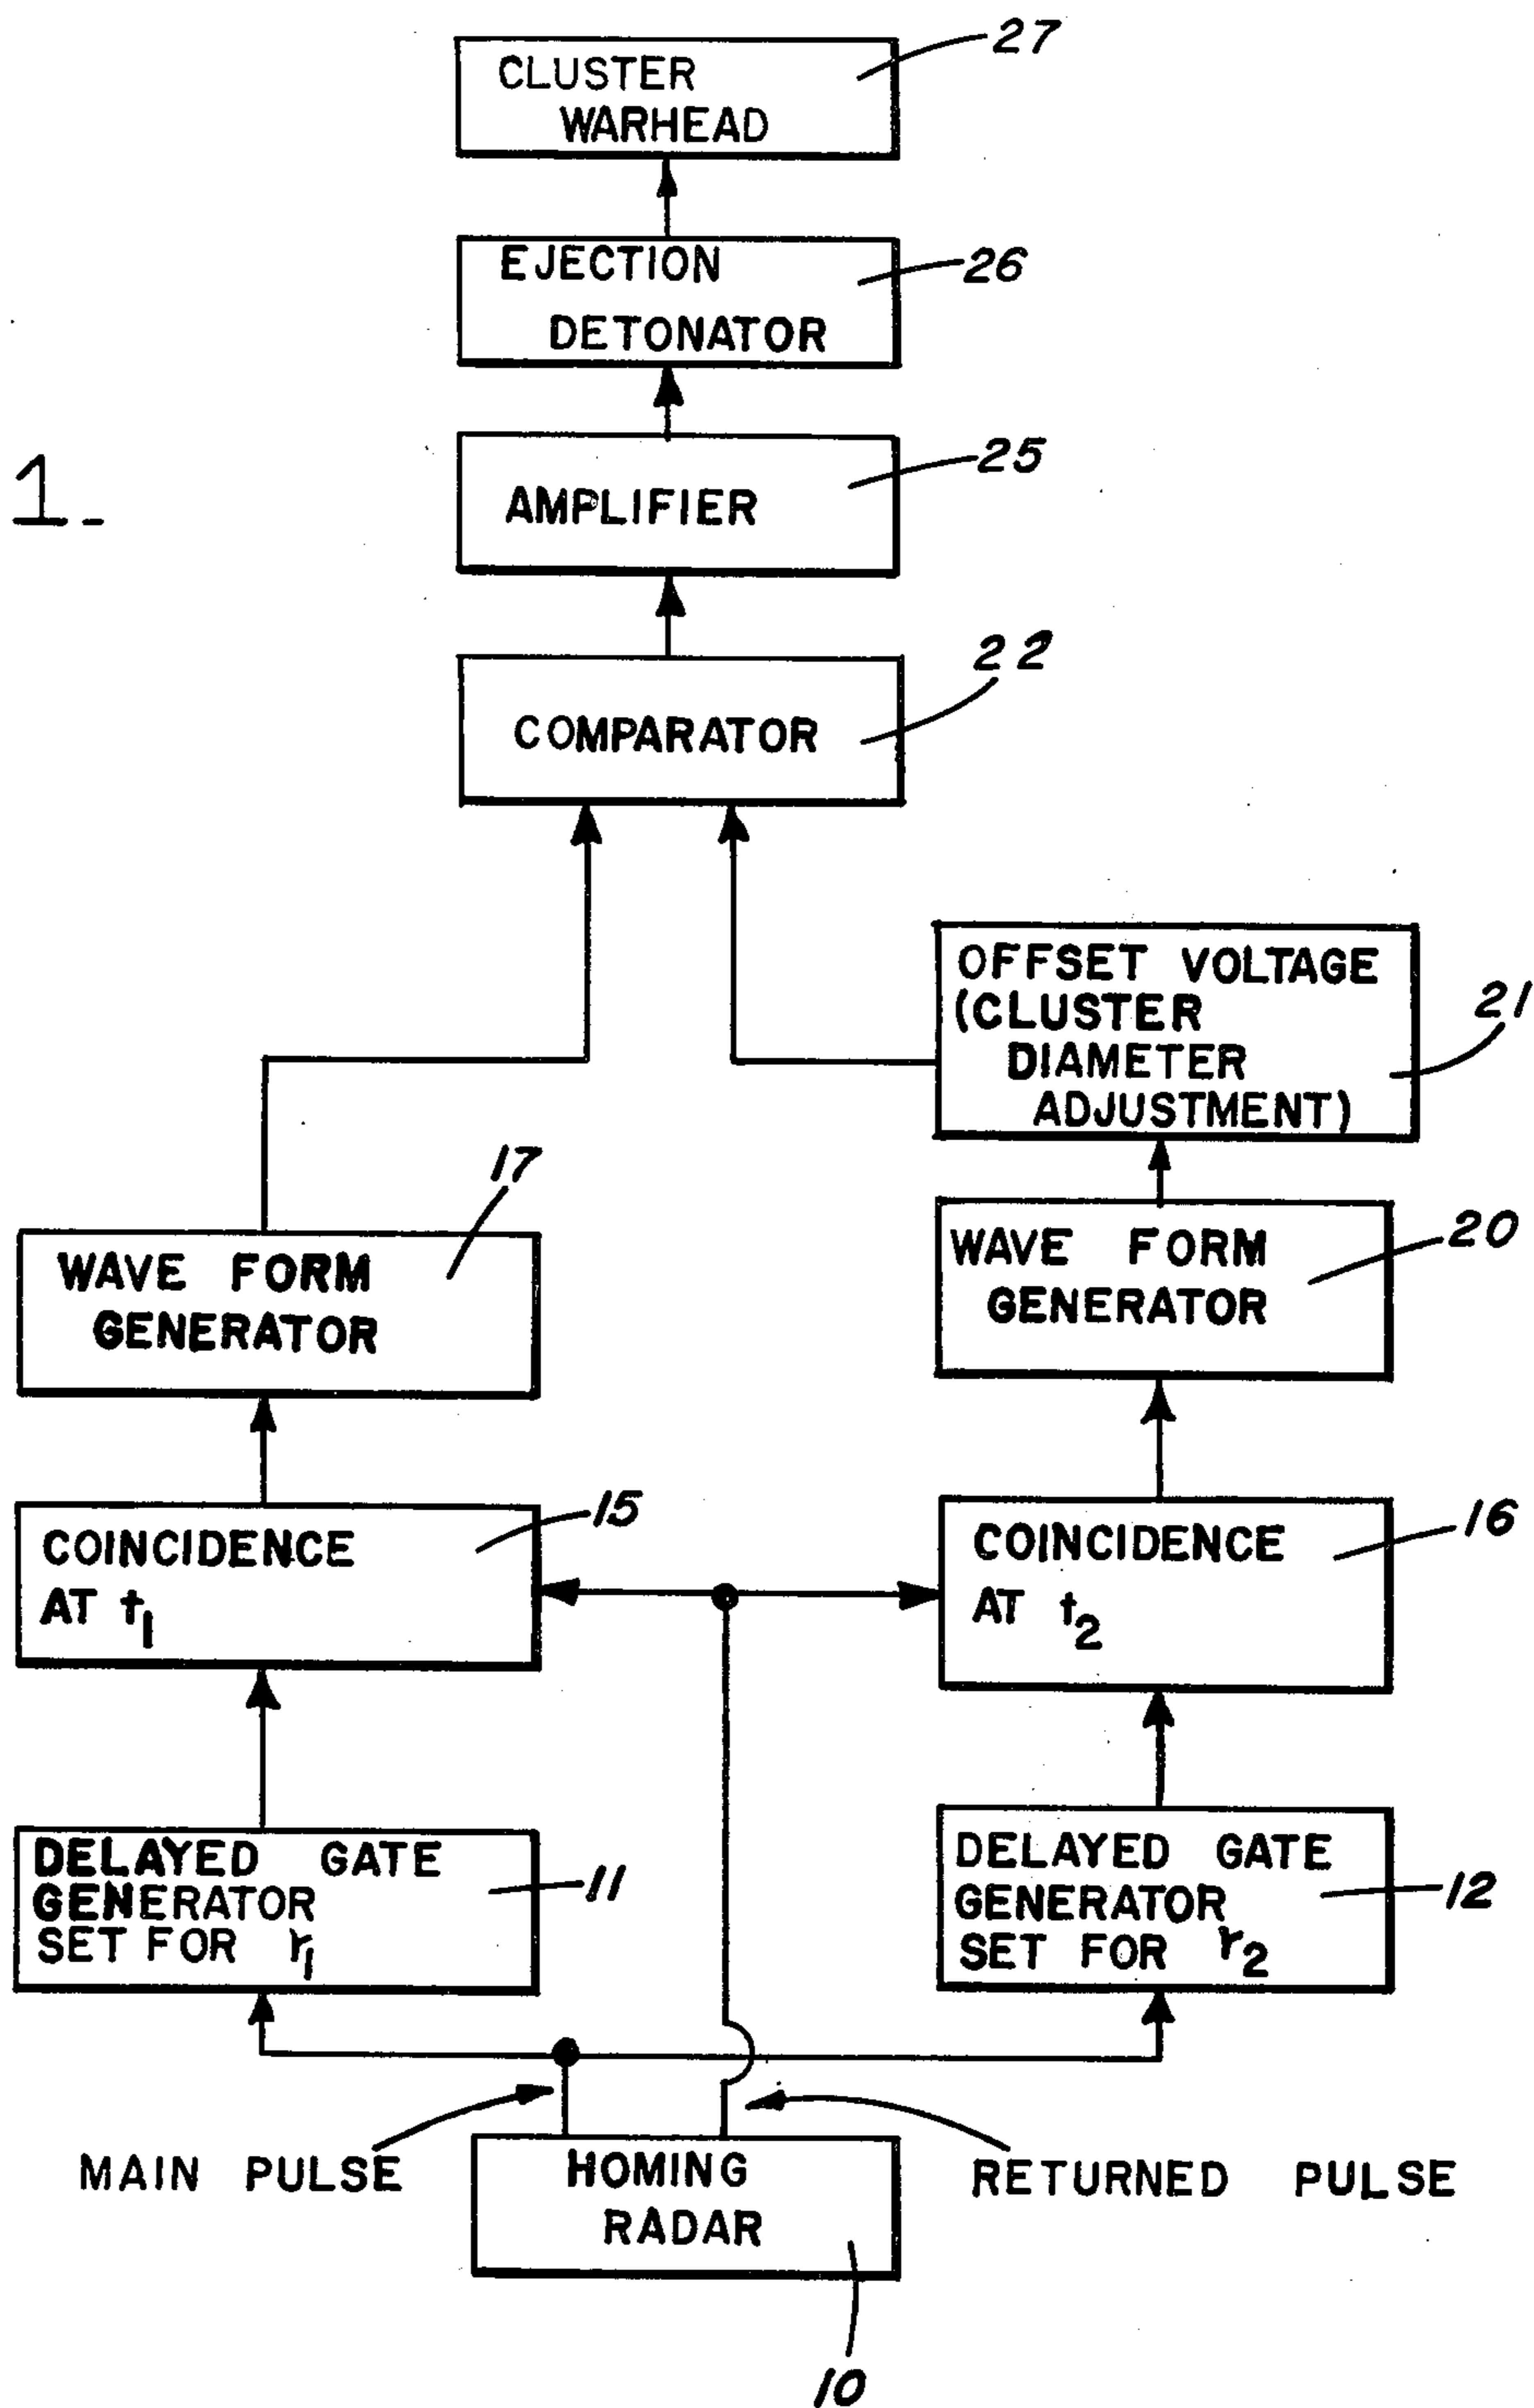 27
CLUSTER
WARHEAD
EJECTION
26
DETONATOR
25
1.
AMPLIFIER
22
COMPARATOR
OFFSET VOLTAGE
21
(CLUSTER
DIAMETER
ADJUSTMENT)
17
WAVE FORM
GENERATOR
20
WAVE FORM
GENERATOR
15
COINCIDENCE
AT t₁
16
COINCIDENCE
AT t₂
DELAYED GATE
GENERATOR
SET FOR r₁
11
DELAYED GATE
GENERATOR
SET FOR r₂
12
MAIN PULSE
HOMING
RADAR
RETURNED PULSE
10